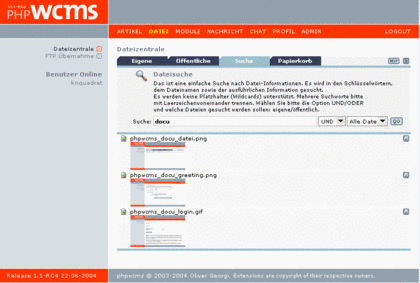 phpWCMS
ARTIKEL DATEI MODULE NACHRICHT CHAT PROFIL ADMIN LOGOUT
Dateizentrale
FTP Übernahme
Benutzer Online
knquadrat
Dateizentrale
Eigene Öffentliche Suche Papierkorb
Dateisuche
Das ist eine einfache Suche nach Datei-Informationen. Es wird in den Schlüsselwörtern,
dem Dateinamen sowie der ausführlichen Information gesucht.
Es werden keine Platzhalter (Wildcards) unterstützt. Mehrere Suchworte bitte
mit Leerzeichen voneinander trennen. Wählen Sie bitte die Option UND/ODER
und welche Dateien gesucht werden sollen: eigene/öffentlich.
Suche: docu UND Alle Date GO
phpwcms_docu_datei.png
phpwcms_docu_greeting.png
phpwcms_docu_login.gif
Release 1.1-RC4 22-06-2004
phpwcms © 2003-2004 Oliver Georgi. Extensions are copyright of their respective owners.